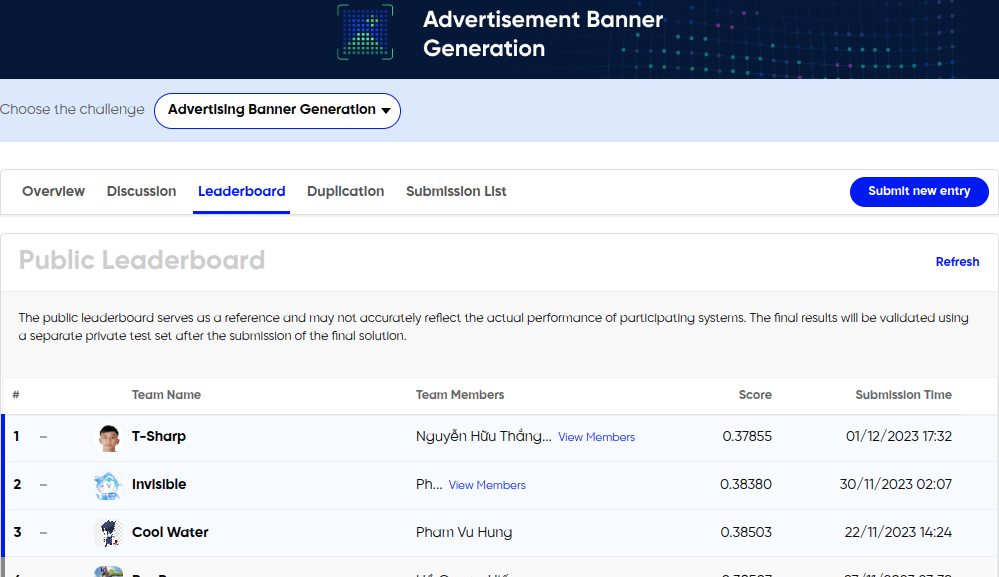 Advertisement Banner
Generation
Choose the challenge Advertising Banner Generation
Overview Discussion Leaderboard Duplication Submission List Submit new entry
Public Leaderboard Refresh
The public leaderboard serves as a reference and may not accurately reflect the actual performance of participating systems. The final results will be validated using
a separate private test set after the submission of the final solution.
# Team Name Team Members Score Submission Time
1 – T-Sharp Nguyễn Hữu Thắng... View Members 0.37855 01/12/2023 17:32
2 – Invisible Ph... View Members 0.38380 30/11/2023 02:07
3 – Cool Water Pham Vu Hung 0.38503 22/11/2023 14:24